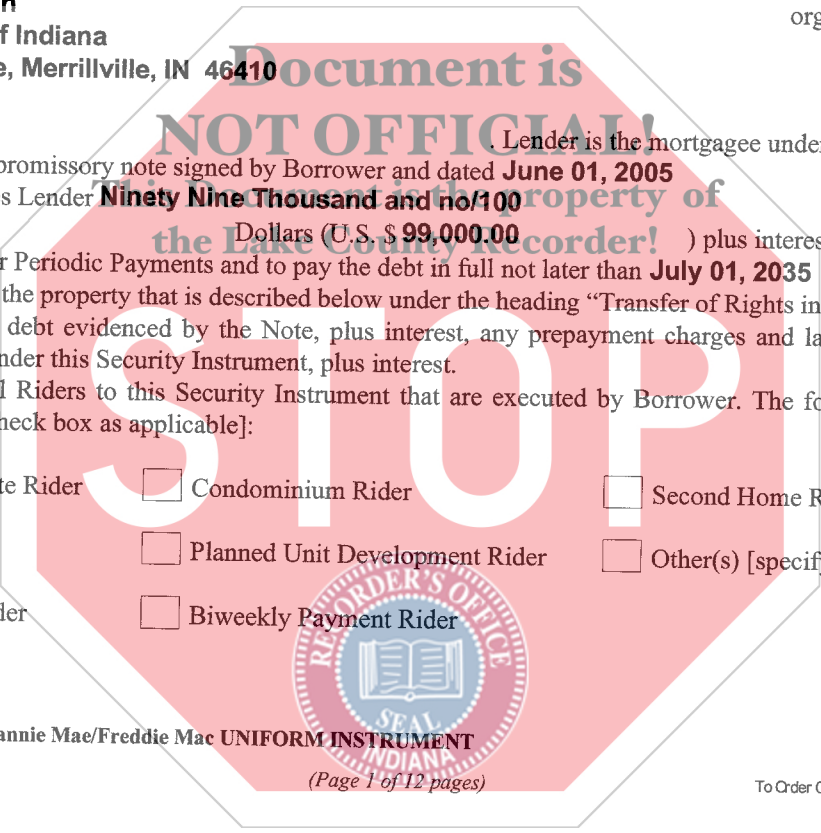 f Indiana
org
e, Merrillville, IN 46410
Document is
NOT OFFICIAL!
. Lender is the mortgagee under
promissory note signed by Borrower and dated June 01, 2005
This Document is the property of
s Lender Ninety Nine Thousand and no/100
the Lake County Recorder!
Dollars (U.S. $ 99,000.00 ) plus interes
r Periodic Payments and to pay the debt in full not later than July 01, 2035
the property that is described below under the heading “Transfer of Rights in
debt evidenced by the Note, plus interest, any prepayment charges and la
nder this Security Instrument, plus interest.
l Riders to this Security Instrument that are executed by Borrower. The fo
heck box as applicable]:
STOP
te Rider Condominium Rider Second Home R
Planned Unit Development Rider Other(s) [specify
der Biweekly Payment Rider
RECORDER'S OFFICE
SEAL
INDIANA
annie Mae/Freddie Mac UNIFORM INSTRUMENT
(Page 1 of 12 pages)
To Order C